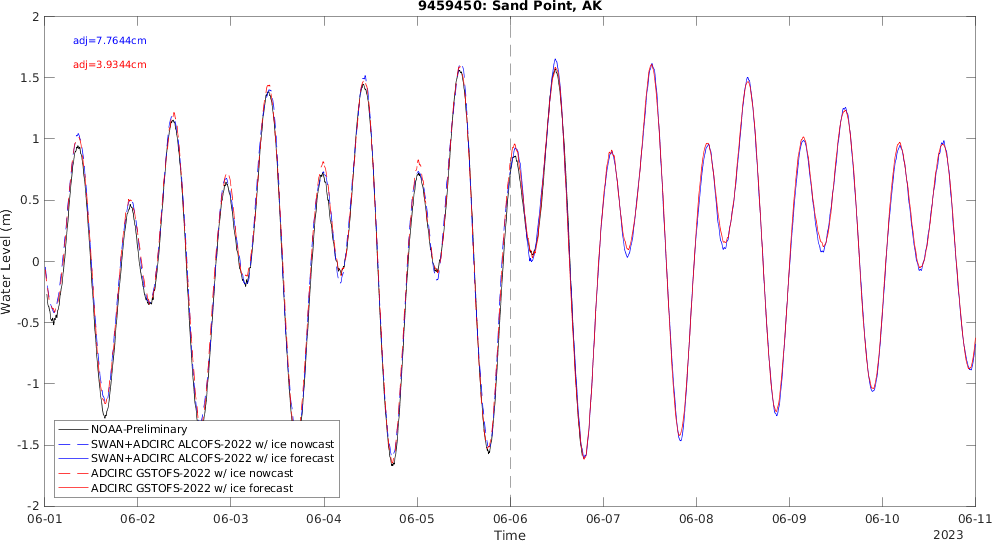 9459450: Sand Point, AK
adj=7.7644cm
adj=3.9344cm
Water Level (m)
2
1.5
1
0.5
0
-0.5
-1
-1.5
-2
NOAA-Preliminary
SWAN+ADCIRC ALCOFS-2022 w/ ice nowcast
SWAN+ADCIRC ALCOFS-2022 w/ ice forecast
ADCIRC GSTOFS-2022 w/ ice nowcast
ADCIRC GSTOFS-2022 w/ ice forecast
06-01 06-02 06-03 06-04 06-05 06-06 06-07 06-08 06-09 06-10 06-11
Time
2023